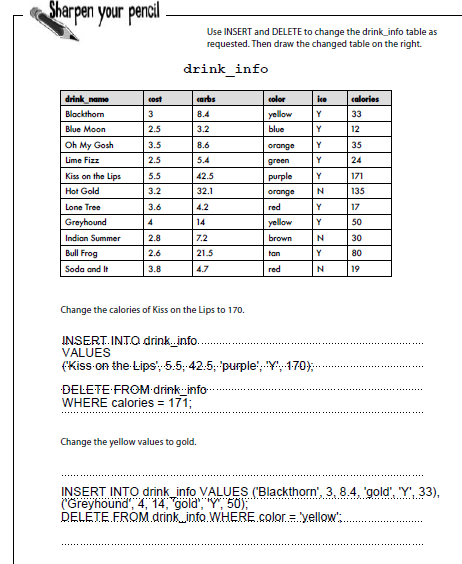 Sharpen your pencil
Use INSERT and DELETE to change the drink_info table as
requested. Then draw the changed table on the right.
drink_info
drink_name cost carbs color ice calories
Blackthorn 3 8.4 yellow Y 33
Blue Moon 2.5 3.2 blue Y 12
Oh My Gosh 3.5 8.6 orange Y 35
Lime Fizz 2.5 5.4 green Y 24
Kiss on the Lips 5.5 42.5 purple Y 171
Hot Gold 3.2 32.1 orange N 135
Lone Tree 3.6 4.2 red Y 17
Greyhound 4 14 yellow Y 50
Indian Summer 2.8 7.2 brown N 30
Bull Frog 2.6 21.5 tan Y 80
Soda and It 3.8 4.7 red N 19
Change the calories of Kiss on the Lips to 170.
INSERT INTO drink_info
VALUES
('Kiss on the Lips', 5.5, 42.5, 'purple', 'Y', 170);
DELETE FROM drink_info
WHERE calories = 171;
Change the yellow values to gold.
INSERT INTO drink_info VALUES ('Blackthorn', 3, 8.4, 'gold', 'Y', 33),
('Greyhound', 4, 14, 'gold', 'Y', 50);
DELETE FROM drink_info WHERE color = 'yellow';